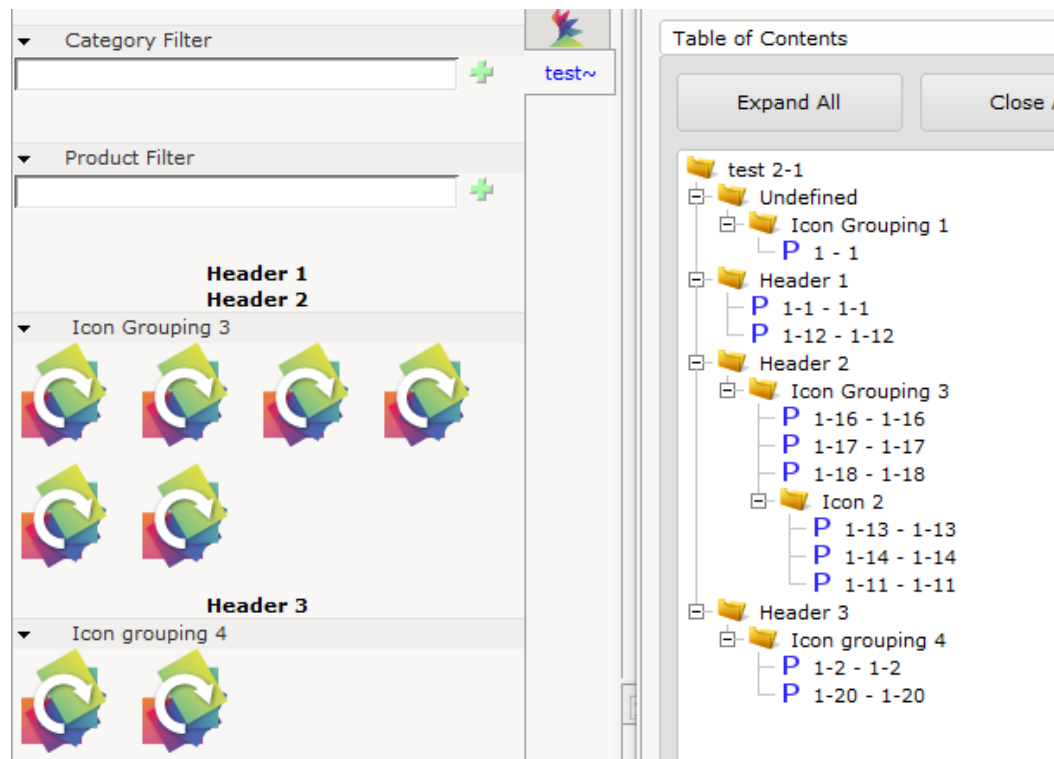 Category Filter
test~
Product Filter
Header 1
Header 2
Icon Grouping 3
Header 3
Icon grouping 4
Table of Contents
Expand All
Close
test 2-1
Undefined
Icon Grouping 1
P 1 - 1
Header 1
P 1-1 - 1-1
P 1-12 - 1-12
Header 2
Icon Grouping 3
P 1-16 - 1-16
P 1-17 - 1-17
P 1-18 - 1-18
Icon 2
P 1-13 - 1-13
P 1-14 - 1-14
P 1-11 - 1-11
Header 3
Icon grouping 4
P 1-2 - 1-2
P 1-20 - 1-20